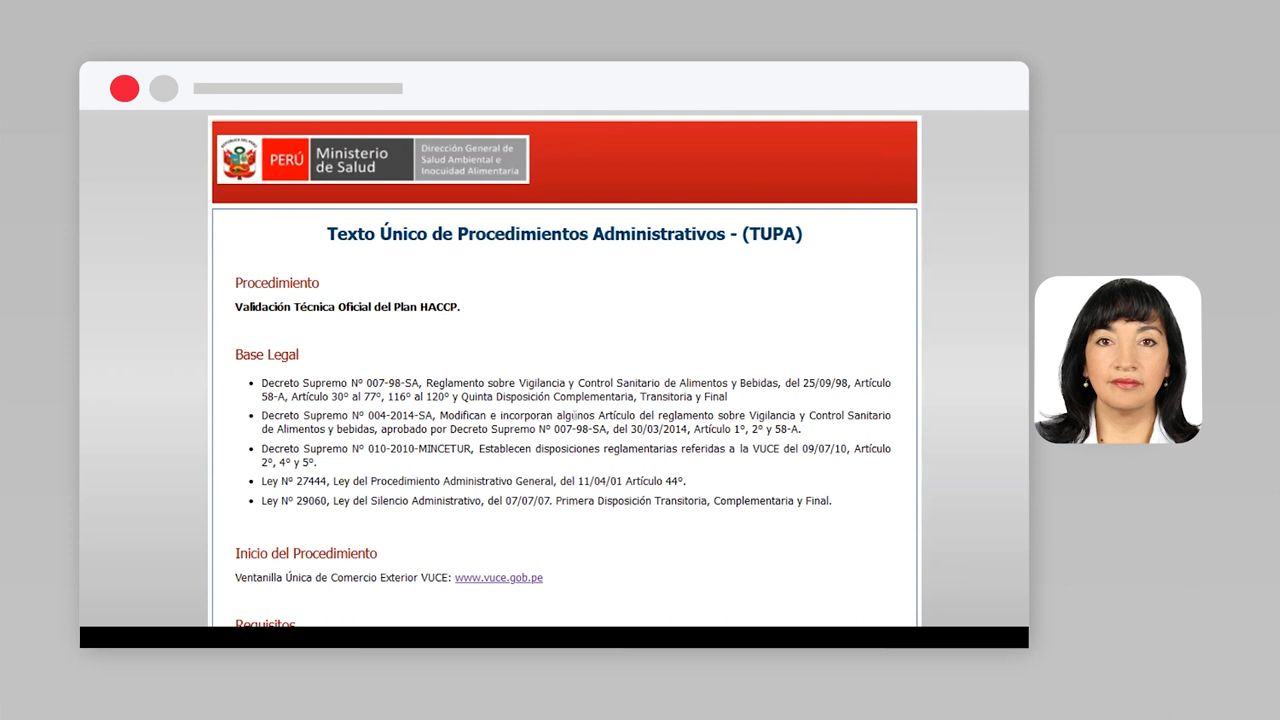 PERÚ
Ministerio
de Salud
Dirección General de
Salud Ambiental e
Inocuidad Alimentaria
Texto Único de Procedimientos Administrativos - (TUPA)
Procedimiento
Validación Técnica Oficial del Plan HACCP.
Base Legal
• Decreto Supremo Nº 007-98-SA, Reglamento sobre Vigilancia y Control Sanitario de Alimentos y Bebidas, del 25/09/98, Artículo
58-A, Artículo 30° al 77°, 116° al 120° y Quinta Disposición Complementaria, Transitoria y Final
• Decreto Supremo Nº 004-2014-SA, Modifican e incorporan algunos Artículo del reglamento sobre Vigilancia y Control Sanitario
de Alimentos y bebidas, aprobado por Decreto Supremo Nº 007-98-SA, del 30/03/2014, Artículo 1°, 2° y 58-A.
• Decreto Supremo Nº 010-2010-MINCETUR, Establecen disposiciones reglamentarias referidas a la VUCE del 09/07/10, Artículo
2°, 4° y 5°.
• Ley Nº 27444, Ley del Procedimiento Administrativo General, del 11/04/01 Artículo 44°.
• Ley Nº 29060, Ley del Silencio Administrativo, del 07/07/07. Primera Disposición Transitoria, Complementaria y Final.
Inicio del Procedimiento
Ventanilla Única de Comercio Exterior VUCE: www.vuce.gob.pe
Requisitos